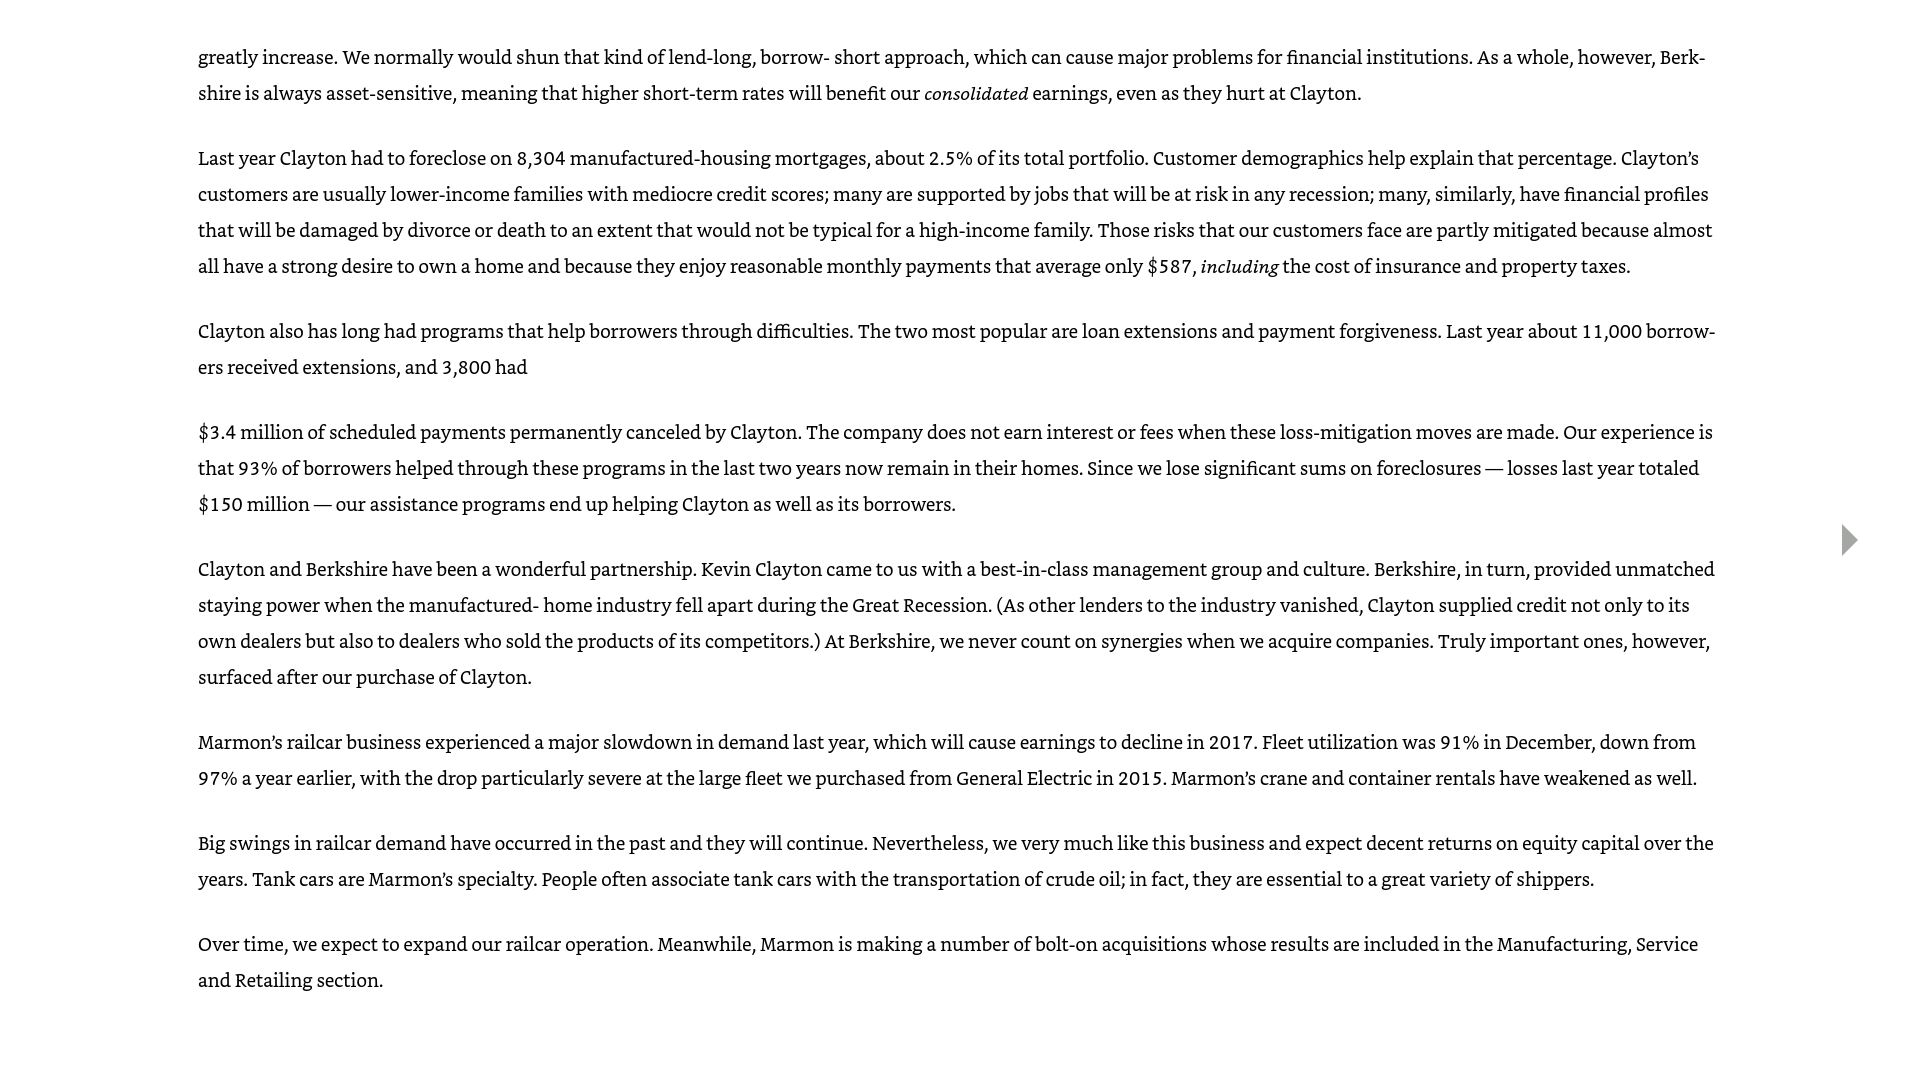 greatly increase. We normally would shun that kind of lend-long, borrow- short approach, which can cause major problems for financial institutions. As a whole, however, Berk-
shire is always asset-sensitive, meaning that higher short-term rates will benefit our consolidated earnings, even as they hurt at Clayton.
Last year Clayton had to foreclose on 8,304 manufactured-housing mortgages, about 2.5% of its total portfolio. Customer demographics help explain that percentage. Clayton’s
customers are usually lower-income families with mediocre credit scores; many are supported by jobs that will be at risk in any recession; many, similarly, have financial profiles
that will be damaged by divorce or death to an extent that would not be typical for a high-income family. Those risks that our customers face are partly mitigated because almost
all have a strong desire to own a home and because they enjoy reasonable monthly payments that average only $587, including the cost of insurance and property taxes.
Clayton also has long had programs that help borrowers through difficulties. The two most popular are loan extensions and payment forgiveness. Last year about 11,000 borrow-
ers received extensions, and 3,800 had
$3.4 million of scheduled payments permanently canceled by Clayton. The company does not earn interest or fees when these loss-mitigation moves are made. Our experience is
that 93% of borrowers helped through these programs in the last two years now remain in their homes. Since we lose significant sums on foreclosures — losses last year totaled
$150 million — our assistance programs end up helping Clayton as well as its borrowers.
Clayton and Berkshire have been a wonderful partnership. Kevin Clayton came to us with a best-in-class management group and culture. Berkshire, in turn, provided unmatched
staying power when the manufactured- home industry fell apart during the Great Recession. (As other lenders to the industry vanished, Clayton supplied credit not only to its
own dealers but also to dealers who sold the products of its competitors.) At Berkshire, we never count on synergies when we acquire companies. Truly important ones, however,
surfaced after our purchase of Clayton.
Marmon’s railcar business experienced a major slowdown in demand last year, which will cause earnings to decline in 2017. Fleet utilization was 91% in December, down from
97% a year earlier, with the drop particularly severe at the large fleet we purchased from General Electric in 2015. Marmon’s crane and container rentals have weakened as well.
Big swings in railcar demand have occurred in the past and they will continue. Nevertheless, we very much like this business and expect decent returns on equity capital over the
years. Tank cars are Marmon’s specialty. People often associate tank cars with the transportation of crude oil; in fact, they are essential to a great variety of shippers.
Over time, we expect to expand our railcar operation. Meanwhile, Marmon is making a number of bolt-on acquisitions whose results are included in the Manufacturing, Service
and Retailing section.